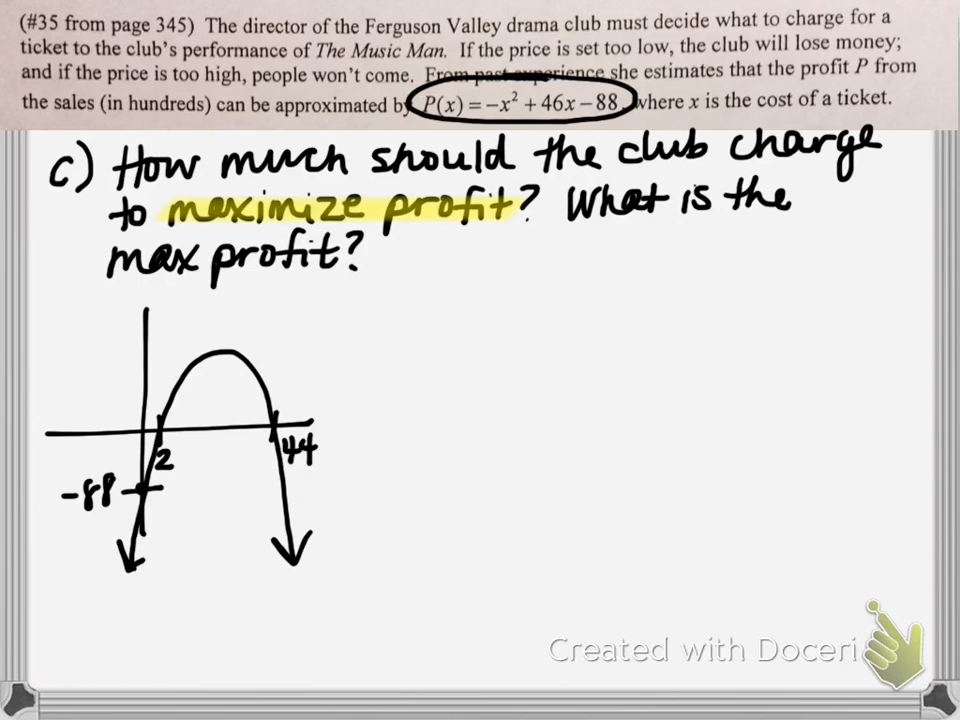 (#35 from page 345) The director of the Ferguson Valley drama club must decide what to charge for a
ticket to the club's performance of The Music Man. If the price is set too low, the club will lose money;
and if the price is too high, people won't come. From past experience she estimates that the profit P from
the sales (in hundreds) can be approximated by P(x) = −x² + 46x − 88, where x is the cost of a ticket.
c) How much should the club charge
to maximize profit? What is the
max profit?
2
44
-88
Created with Doceri